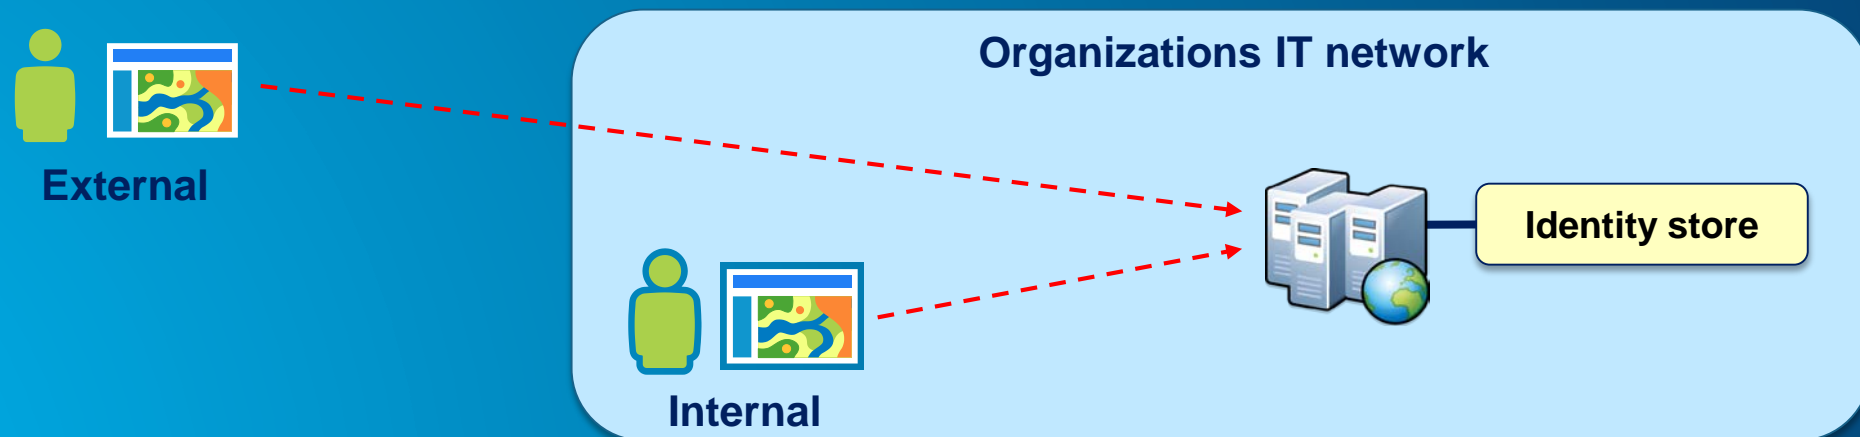 Organizations IT network
External
Identity store
Internal